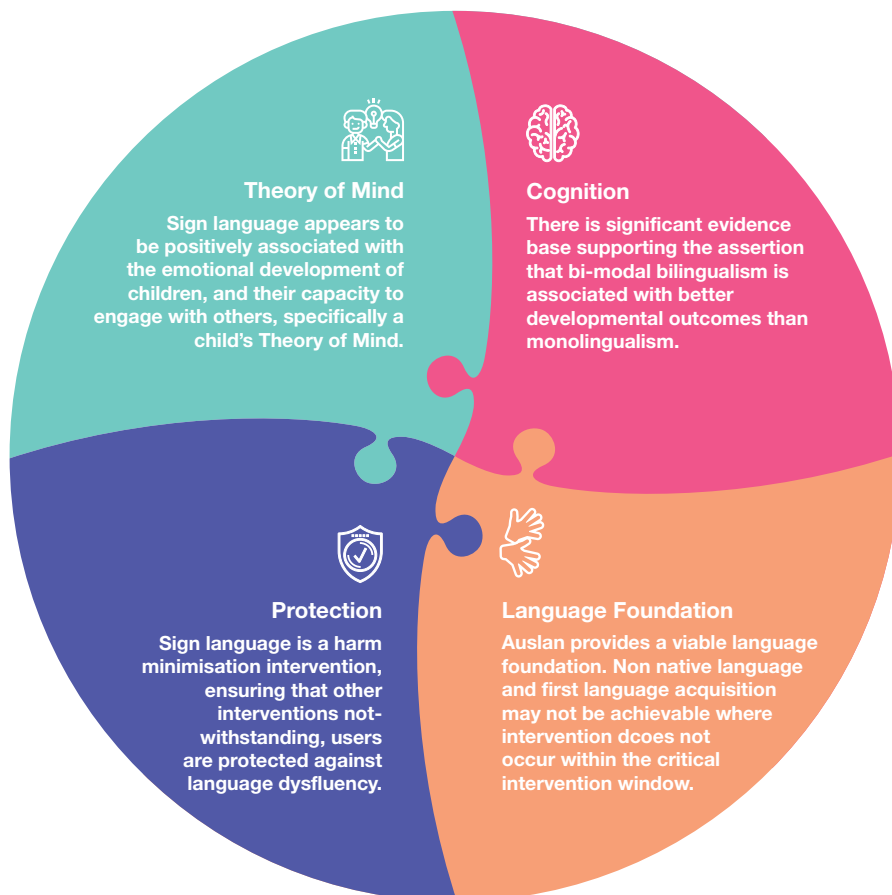 Theory of Mind
Sign language appears to
be positively associated with
the emotional development of
children, and their capacity to
engage with others, specifically a
child's Theory of Mind.
Cognition
There is significant evidence
base supporting the assertion
that bi-modal bilingualism is
associated with better
developmental outcomes than
monolingualism.
Protection
Sign language is a harm
minimisation intervention,
ensuring that other
interventions not-
withstanding, users
are protected against
language dysfluency.
Language Foundation
Auslan provides a viable language
foundation. Non native language
and first language acquisition
may not be achievable where
intervention dcoes not
occur within the critical
intervention window.